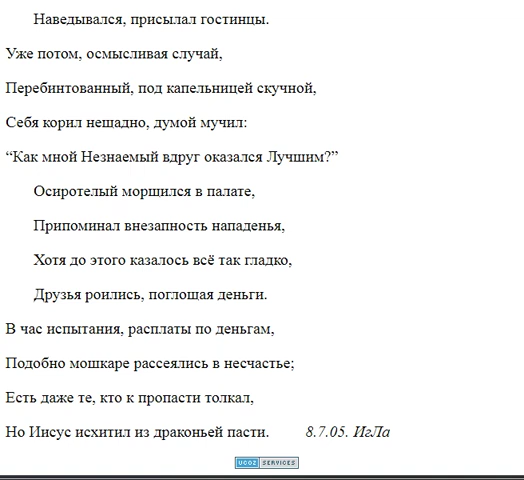 Наведывался, присылал гостинцы.
Уже потом, осмысливая случай,
Перебинтованный, под капельницей скучной,
Себя корил нещадно, думой мучил:
“Как мной Незнаемый вдруг оказался Лучшим?”
Осиротелый морщился в палате,
Припоминал внезапность нападенья,
Хотя до этого казалось всё так гладко,
Друзья роились, поглощая деньги.
В час испытания, расплаты по деньгам,
Подобно мошкаре рассеялись в несчастье;
Есть даже те, кто к пропасти толкал,
Но Иисус исхитил из драконьей пасти. 8.7.05. ИгЛа
UCOZ SERVICES